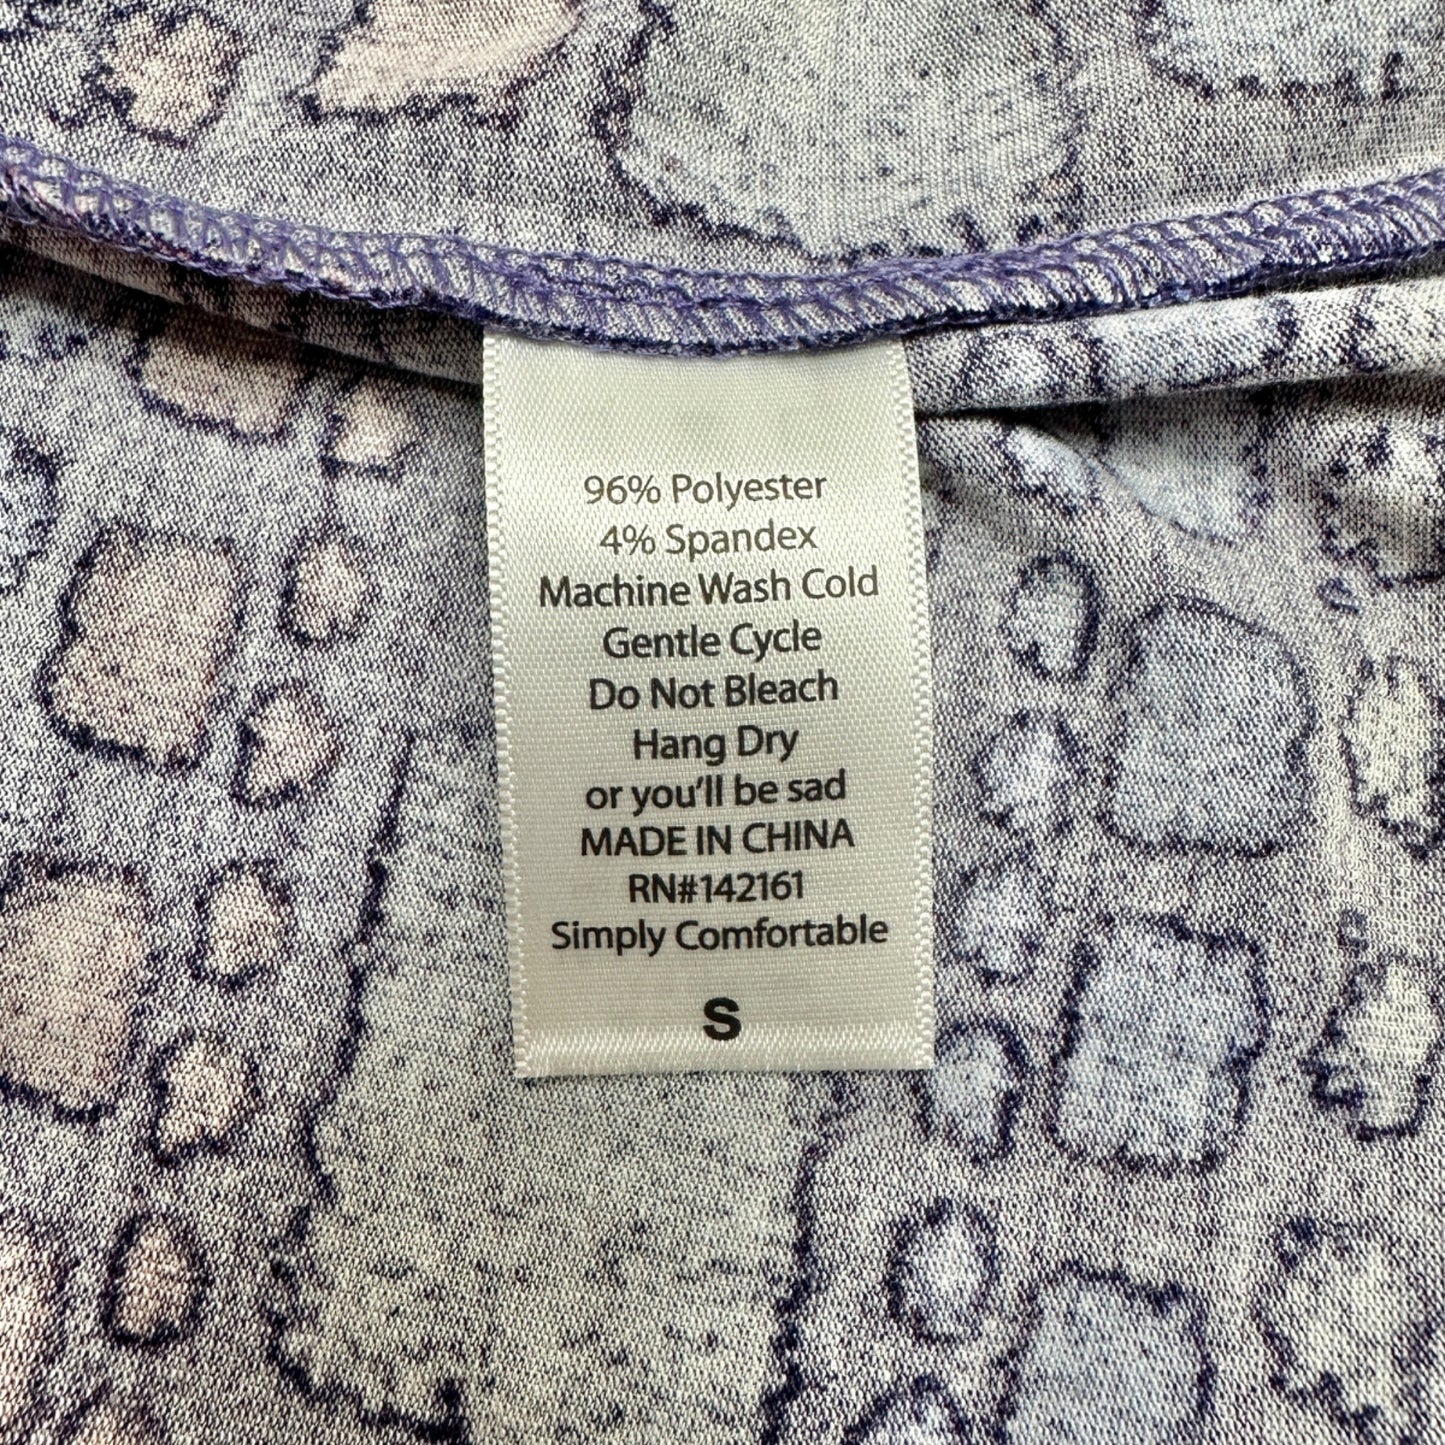 96% Polyester
4% Spandex
Machine Wash Cold
Gentle Cycle
Do Not Bleach
Hang Dry
or you'll be sad
MADE IN CHINA
RN#142161
Simply Comfortable
S